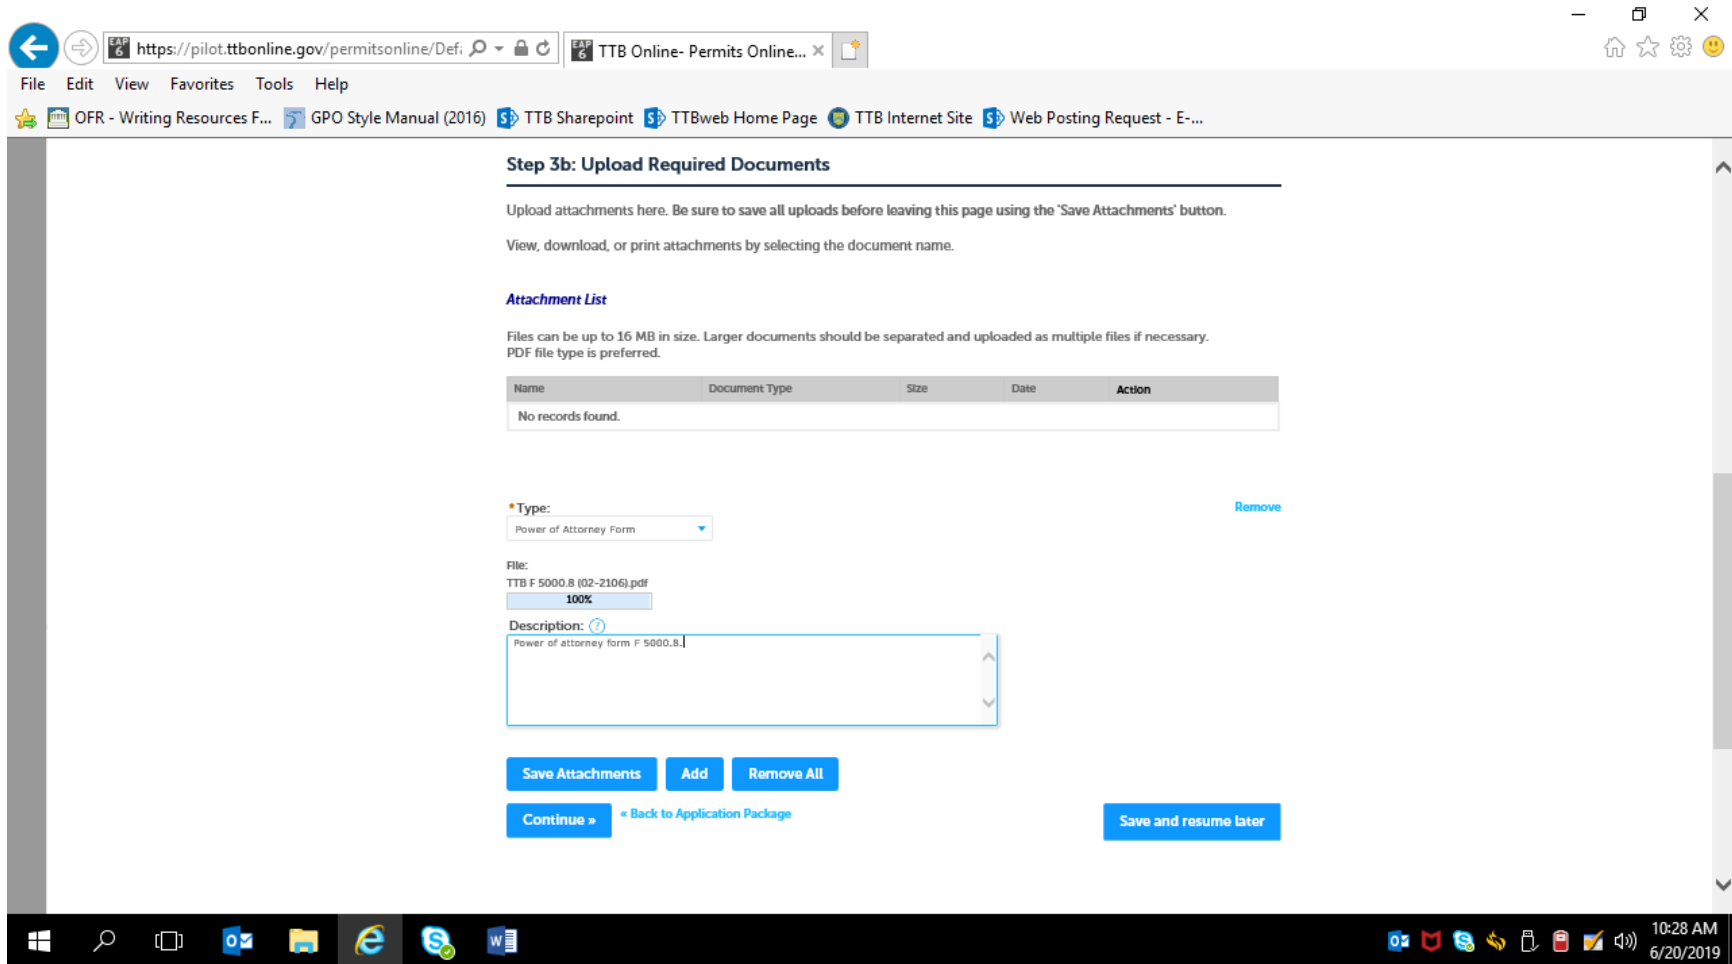 https://pilot.ttbonline.gov/permitsonline/Defa
TTB Online- Permits Online...
File Edit View Favorites Tools Help
OFR - Writing Resources F... GPO Style Manual (2016) TTB Sharepoint TTBweb Home Page TTB Internet Site Web Posting Request - E-...
Step 3b: Upload Required Documents
Upload attachments here. Be sure to save all uploads before leaving this page using the 'Save Attachments' button.
View, download, or print attachments by selecting the document name.
Attachment List
Files can be up to 16 MB in size. Larger documents should be separated and uploaded as multiple files if necessary.
PDF file type is preferred.
Name Document Type Size Date Action
No records found.
*Type: Remove
Power of Attorney Form
File:
TTB F 5000.8 (02-2106).pdf
100%
Description: ?
Power of attorney form F 5000.8.
Save Attachments Add Remove All
Continue » « Back to Application Package Save and resume later
10:28 AM
6/20/2019